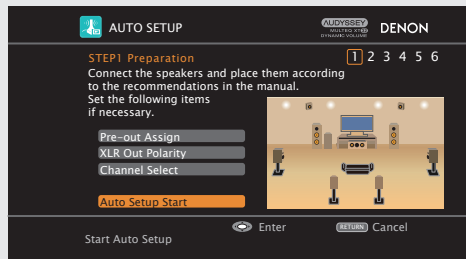 AUTO SETUP
AUDYSSEY
MULTEQ XT32
DYNAMIC VOLUME
DENON
STEP1 Preparation
1 2 3 4 5 6
Connect the speakers and place them according
to the recommendations in the manual.
Set the following items
if necessary.
Pre-out Assign
XLR Out Polarity
Channel Select
Auto Setup Start
Enter
RETURN Cancel
Start Auto Setup